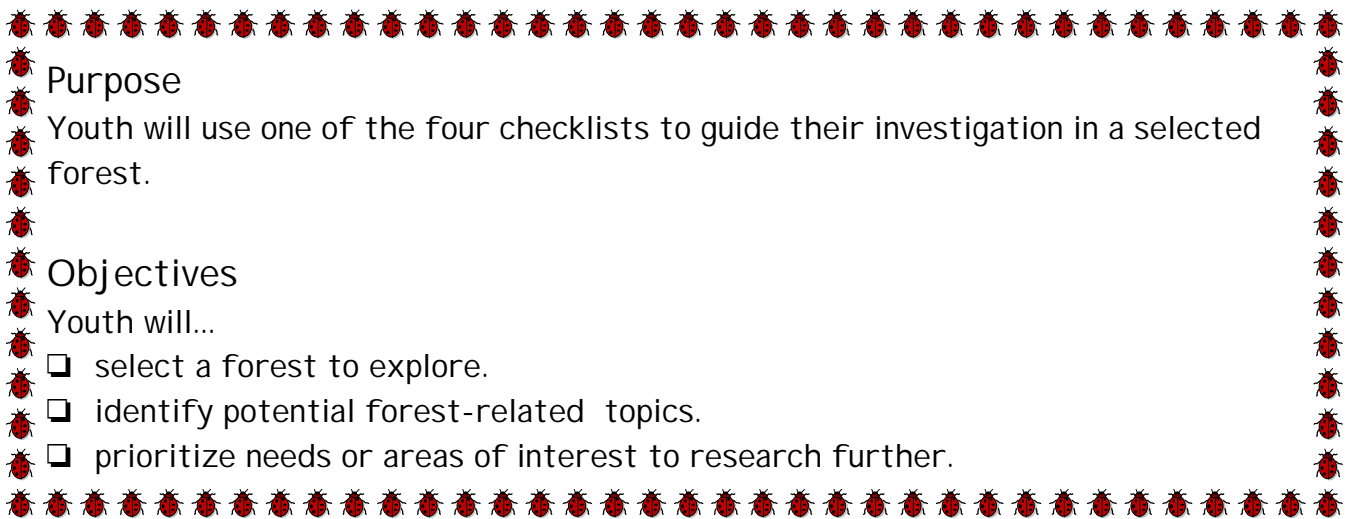 Purpose
Youth will use one of the four checklists to guide their investigation in a selected
forest.
Objectives
Youth will...
❏ select a forest to explore.
❏ identify potential forest-related topics.
❏ prioritize needs or areas of interest to research further.